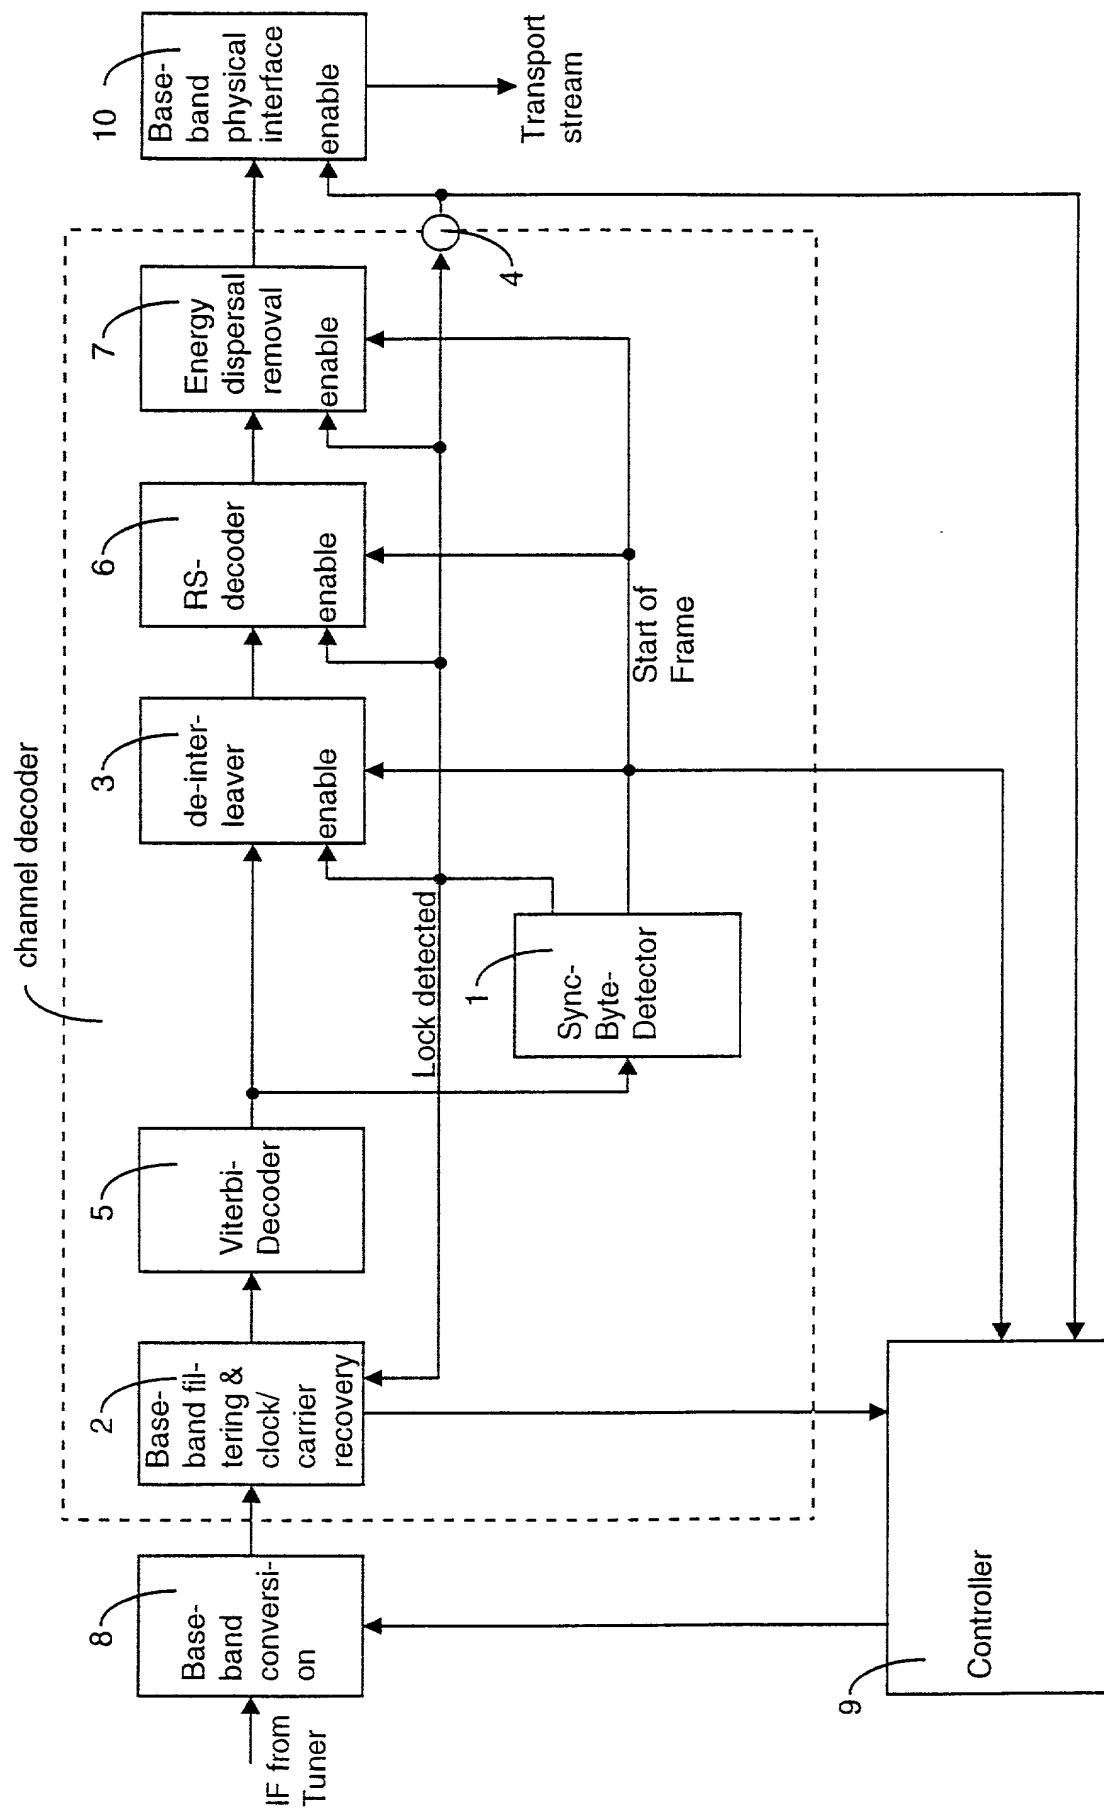 channel decoder
IF from
Tuner
8
Base-
band
conversi-
on
2
Base-
band fil-
tering &
clock/
carrier
recovery
5
Viterbi-
Decoder
3
de-inter-
leaver
enable
6
RS-
decoder
enable
7
Energy
dispersal
removal
enable
10
Base-
band
physical
interface
enable
Transport
stream
Lock detected
4
1
Sync-
Byte-
Detector
Start of
Frame
9
Controller